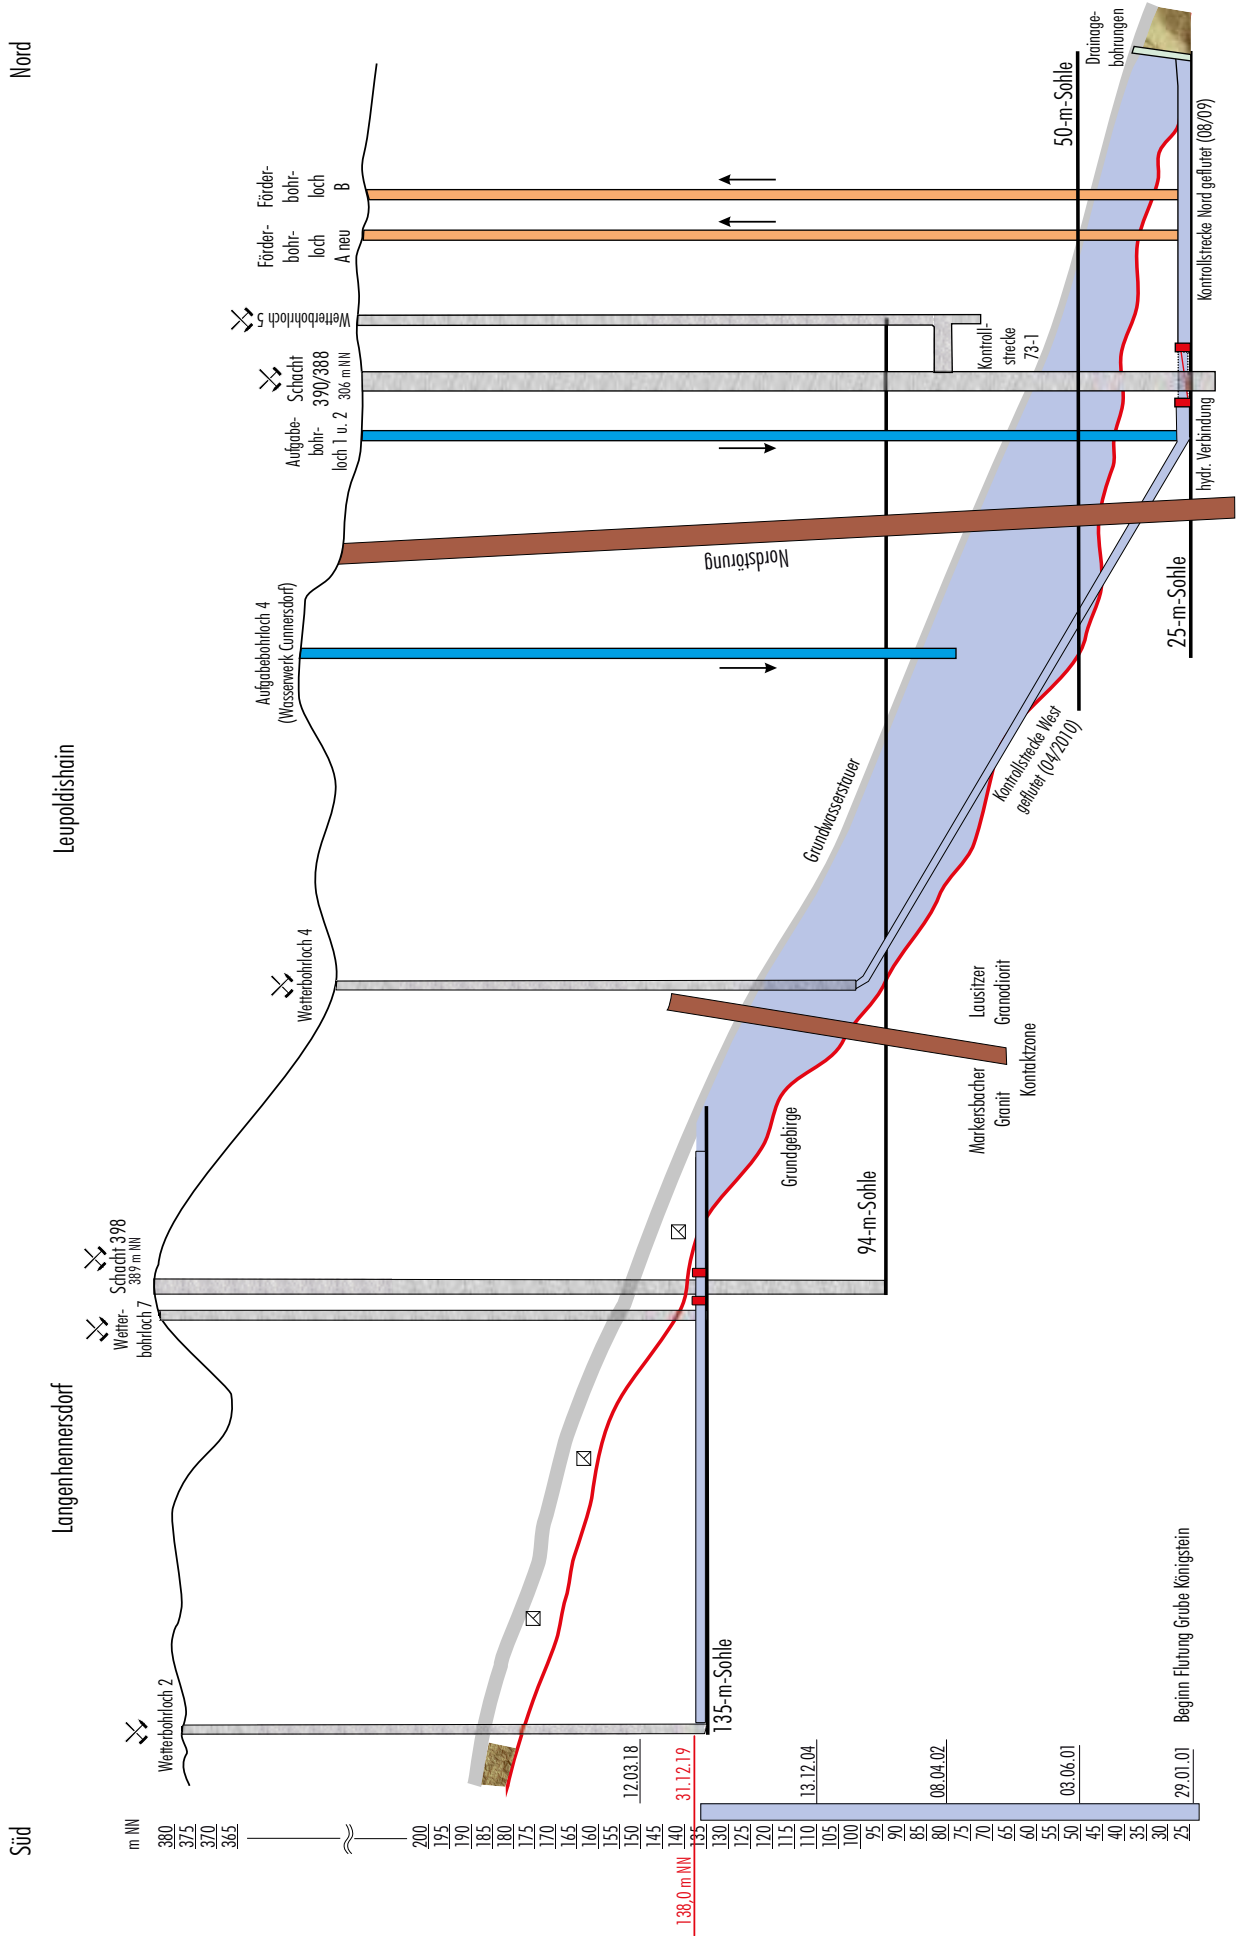 Süd
Nord
Langenhennersdorf
Leupoldishain
Wetterbohrloch 2
Wetter-
bohrloch 7
Schacht 398
389 m NN
Wetterbohrloch 4
Aufgabebohrloch 4
(Wasserwerk Cunnersdorf)
Aufgabe-
bohr-
loch 1 u. 2
Schacht
390/388
306 m NN
Wetterbohrloch 5
Förder-
bohr-
loch
A neu
Förder-
bohr-
loch
B
m NN
380
375
370
365
200
195
190
185
180
175
170
165
160
155
150
145
140
135
130
125
120
115
110
105
100
95
90
85
80
75
70
65
60
55
50
45
40
35
30
25
138,0 m NN
12.03.18
31.12.19
13.12.04
08.04.02
03.06.01
29.01.01
Beginn Flutung Grube Königstein
135-m-Sohle
94-m-Sohle
50-m-Sohle
25-m-Sohle
Grundgebirge
Grundwasserstauer
Nordstörung
Markersbacher
Granit
Lausitzer
Granodiorit
Kontaktzone
Kontrollstrecke West
geflutet (04/2010)
Kontroll-
strecke
73-1
hydr. Verbindung
Kontrollstrecke Nord geflutet (08/09)
Drainage-
bohrungen